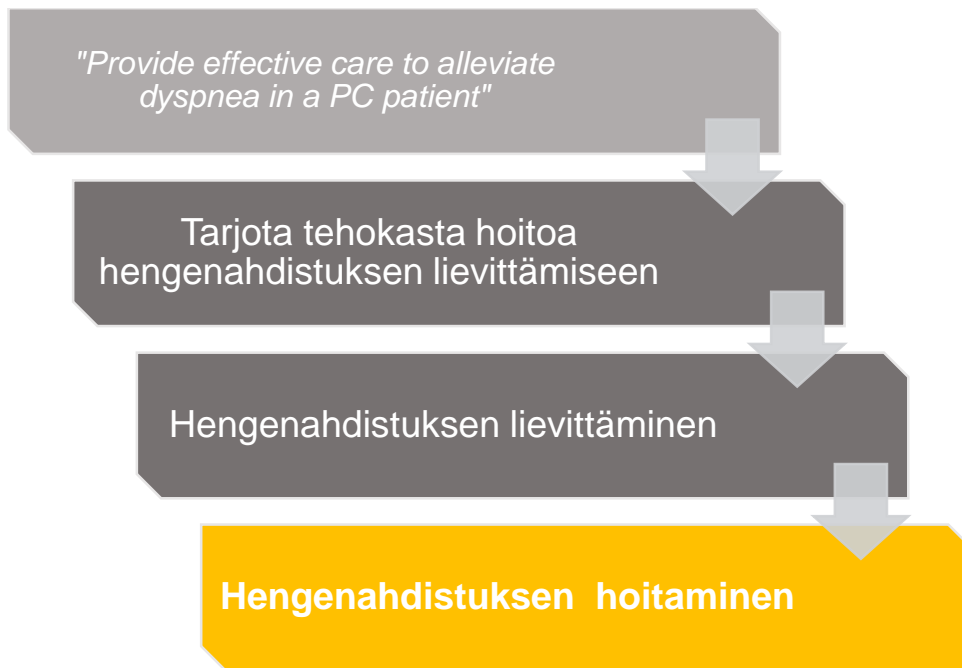 "Provide effective care to alleviate
dyspnea in a PC patient"
Tarjota tehokasta hoitoa
hengenahdistuksen lievittämiseen
Hengenahdistuksen lievittäminen
Hengenahdistuksen  hoitaminen